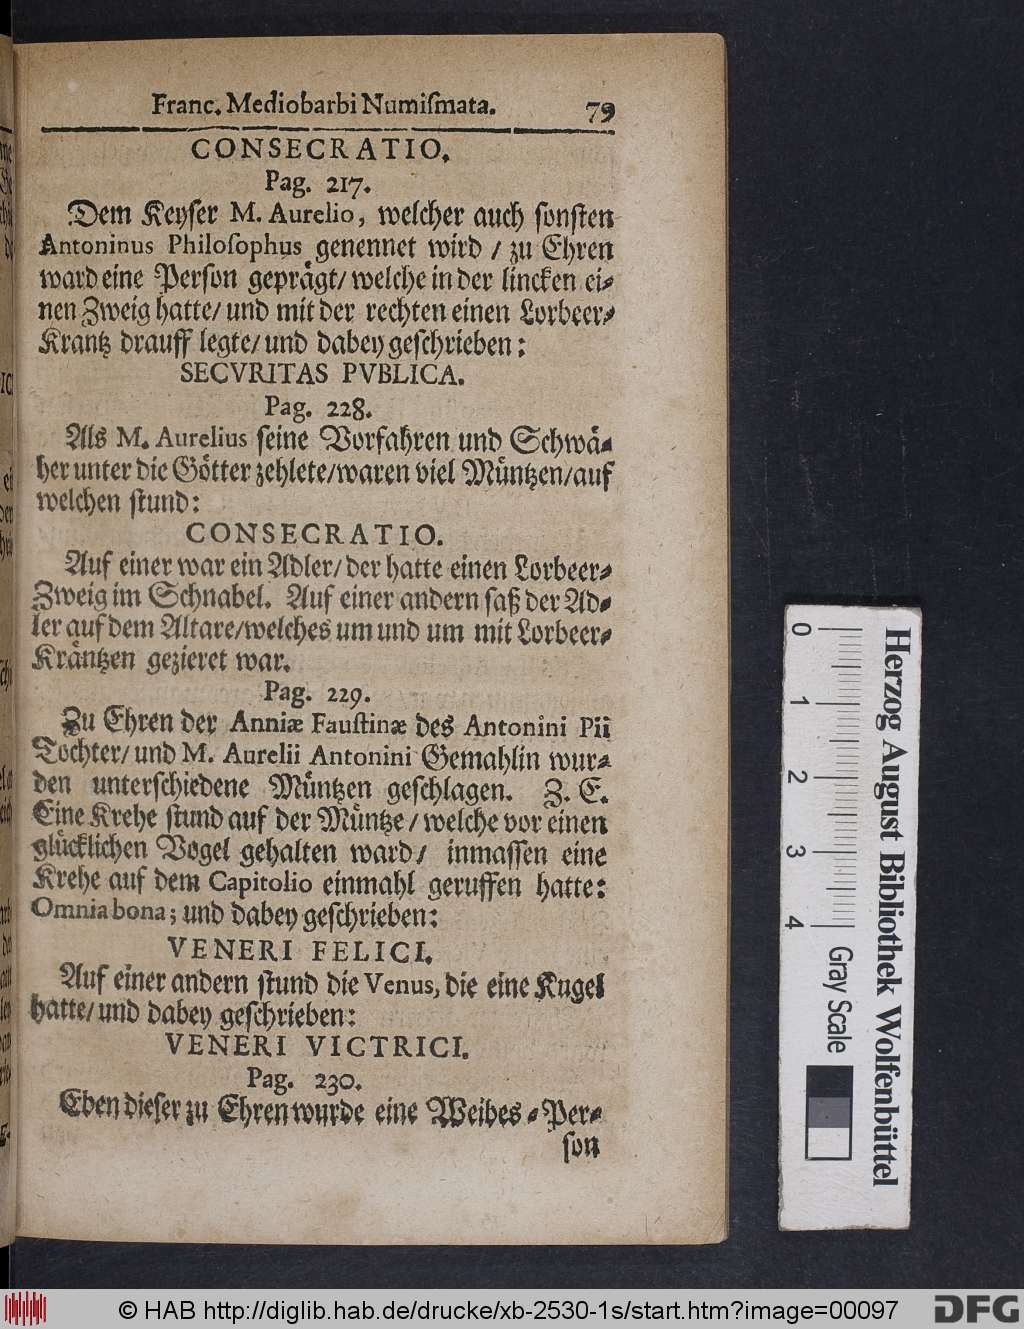 Franc. Mediobarbi Numiſmata. 79
CONSECRATIO.
Pag. 217.
Dem Keyſer M. Aurelio, welcher auch ſonſten
Antoninus Philoſophus genennet wird / zu Ehren
ward eine Perſon geprägt/ welche in der lincken ei⸗
nen Zweig hatte/ und mit der rechten einen Lorbeer⸗
Krantz drauff legte/ und dabey geſchrieben:
SECVRITAS PVBLICA.
Pag. 228.
Als M. Aurelius ſeine Vorfahren und Schwä⸗
her unter die Götter zehlete/ waren viel Müntzen/ auf
welchen ſtund:
CONSECRATIO.
Auf einer war ein Adler/ der hatte einen Lorbeer⸗
Zweig im Schnabel. Auf einer andern ſaß der Ad⸗
ler auf dem Altare/ welches um und um mit Lorbeer⸗
Kräntzen gezieret war.
Pag. 229.
Zu Ehren der Anniæ Fauſtinæ des Antonini Pii
Tochter/ und M. Aurelii Antonini Gemahlin wur⸗
den unterſchiedene Müntzen geſchlagen. Z. E.
Eine Krehe ſtund auf der Müntze / welche vor einen
glücklichen Vogel gehalten ward/ inmaſſen eine
Krehe auf dem Capitolio einmahl geruffen hatte:
Omnia bona; und dabey geſchrieben:
VENERI FELICI.
Auf einer andern ſtund die Venus, die eine Kugel
hatte/ und dabey geſchrieben:
VENERI VICTRICI.
Pag. 230.
Eben dieſer zu Ehren wurde eine Weibes⸗Per⸗
ſon
0 1 2 3 4
Gray Scale
Herzog August Bibliothek Wolfenbüttel
© HAB http://diglib.hab.de/drucke/xb-2530-1s/start.htm?image=00097
DFG